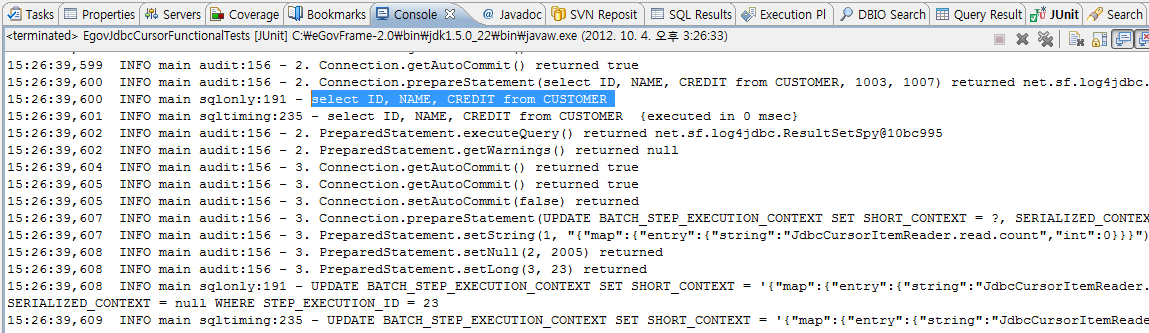 Tasks Properties Servers Coverage Bookmarks Console Javadoc SVN Reposit SQL Results Execution Pl DBIO Search Query Result JUnit Search
<terminated> EgovJdbcCursorFunctionalTests [JUnit] C:₩eGovFrame-2.0₩bin₩jdk1.5.0_22₩bin₩javaw.exe (2012. 10. 4. 오후 3:26:33)
15:26:39,599 INFO main audit:156 - 2. Connection.getAutoCommit() returned true
15:26:39,600 INFO main audit:156 - 2. Connection.prepareStatement(select ID, NAME, CREDIT from CUSTOMER, 1003, 1007) returned net.sf.log4jdbc.
15:26:39,600 INFO main sqlonly:191 - select ID, NAME, CREDIT from CUSTOMER
15:26:39,601 INFO main sqltiming:235 - select ID, NAME, CREDIT from CUSTOMER {executed in 0 msec}
15:26:39,602 INFO main audit:156 - 2. PreparedStatement.executeQuery() returned net.sf.log4jdbc.ResultSetSpy@10bc995
15:26:39,602 INFO main audit:156 - 2. PreparedStatement.getWarnings() returned null
15:26:39,604 INFO main audit:156 - 3. Connection.getAutoCommit() returned true
15:26:39,605 INFO main audit:156 - 3. Connection.getAutoCommit() returned true
15:26:39,605 INFO main audit:156 - 3. Connection.setAutoCommit(false) returned
15:26:39,607 INFO main audit:156 - 3. Connection.prepareStatement(UPDATE BATCH_STEP_EXECUTION_CONTEXT SET SHORT_CONTEXT = ?, SERIALIZED_CONTEX
15:26:39,607 INFO main audit:156 - 3. PreparedStatement.setString(1, "{"map":{"entry":{"string":"JdbcCursorItemReader.read.count","int":0}}}")
15:26:39,608 INFO main audit:156 - 3. PreparedStatement.setNull(2, 2005) returned
15:26:39,608 INFO main audit:156 - 3. PreparedStatement.setLong(3, 23) returned
15:26:39,608 INFO main sqlonly:191 - UPDATE BATCH_STEP_EXECUTION_CONTEXT SET SHORT_CONTEXT = '{"map":{"entry":{"string":"JdbcCursorItemReader.
SERIALIZED_CONTEXT = null WHERE STEP_EXECUTION_ID = 23
15:26:39,609 INFO main sqltiming:235 - UPDATE BATCH_STEP_EXECUTION_CONTEXT SET SHORT_CONTEXT = '{"map":{"entry":{"string":"JdbcCursorItemReade